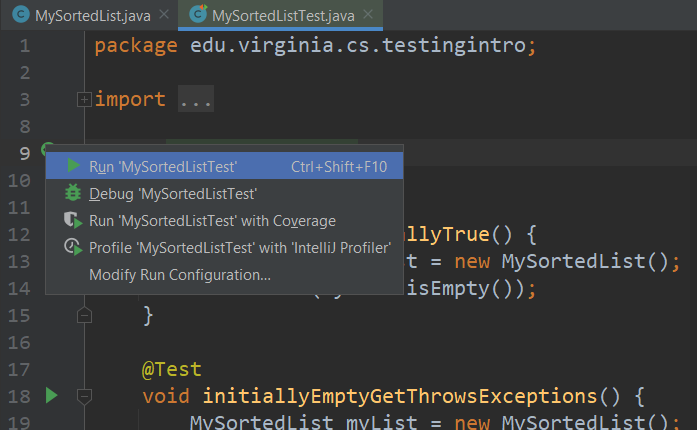 MySortedList.java × MySortedListTest.java ×
1 package edu.virginia.cs.testingintro;
2
3 import ...
8
9
Run 'MySortedListTest' Ctrl+Shift+F10
10 Debug 'MySortedListTest'
11 Run 'MySortedListTest' with Coverage
12 llyTrue() {
Profile 'MySortedListTest' with 'IntelliJ Profiler'
13 t = new MySortedList();
Modify Run Configuration...
14 isEmpty());
15 }
16
17 @Test
18 void initiallyEmptyGetThrowsExceptions() {
19 MySortedList myList = new MySortedList();